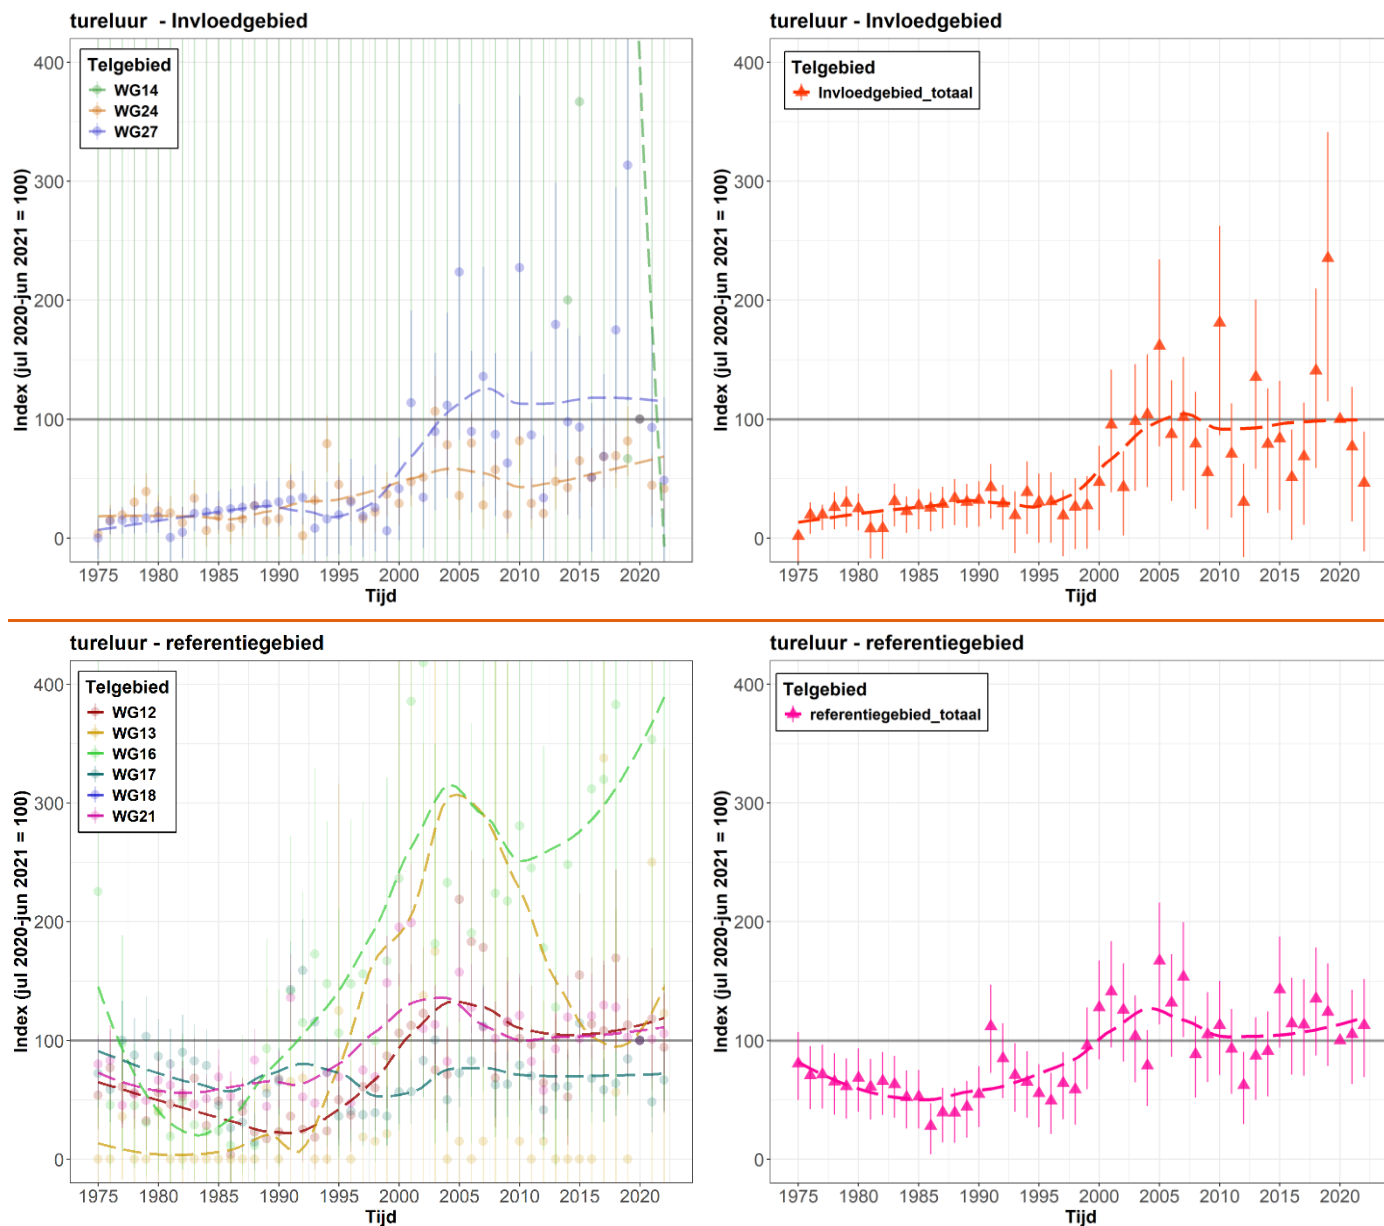 tureluur - Invloedgebied
Index (jul 2020-jun 2021 = 100)
400
300
200
100
0
Telgebied
WG14
WG24
WG27
1975 1980 1985 1990 1995 2000 2005 2010 2015 2020
Tijd
tureluur - Invloedgebied
Index (jul 2020-jun 2021 = 100)
400
300
200
100
0
Telgebied
Invloedgebied_totaal
1975 1980 1985 1990 1995 2000 2005 2010 2015 2020
Tijd
tureluur - referentiegebied
Index (jul 2020-jun 2021 = 100)
400
300
200
100
0
Telgebied
WG12
WG13
WG16
WG17
WG18
WG21
1975 1980 1985 1990 1995 2000 2005 2010 2015 2020
Tijd
tureluur - referentiegebied
Index (jul 2020-jun 2021 = 100)
400
300
200
100
0
Telgebied
referentiegebied_totaal
1975 1980 1985 1990 1995 2000 2005 2010 2015 2020
Tijd